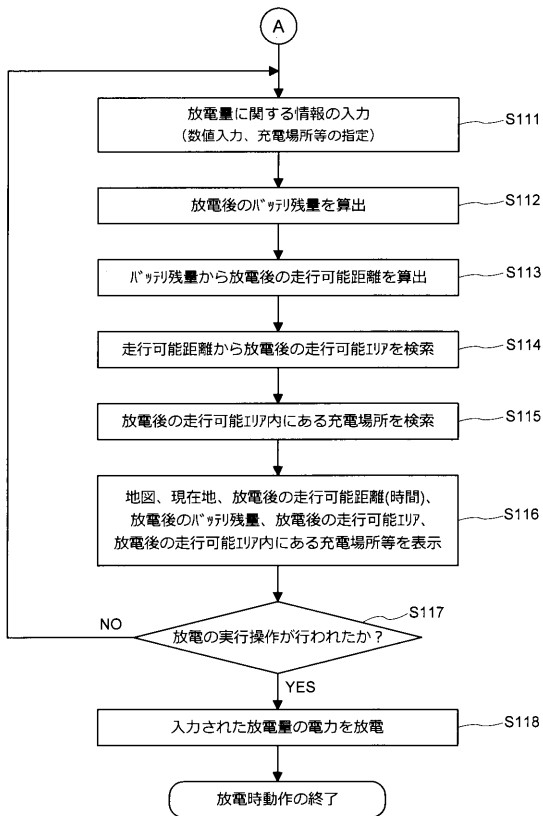 A
放電量に関する情報の入力
(数値入力、充電場所等の指定)
S111
放電後のﾊﾞｯﾃﾘ残量を算出
S112
ﾊﾞｯﾃﾘ残量から放電後の走行可能距離を算出
S113
走行可能距離から放電後の走行可能ｴﾘｱを検索
S114
放電後の走行可能ｴﾘｱ内にある充電場所を検索
S115
地図、現在地、放電後の走行可能距離(時間)、
放電後のﾊﾞｯﾃﾘ残量、放電後の走行可能ｴﾘｱ、
放電後の走行可能ｴﾘｱ内にある充電場所等を表示
S116
放電の実行操作が行われたか？
S117
NO
YES
入力された放電量の電力を放電
S118
放電時動作の終了